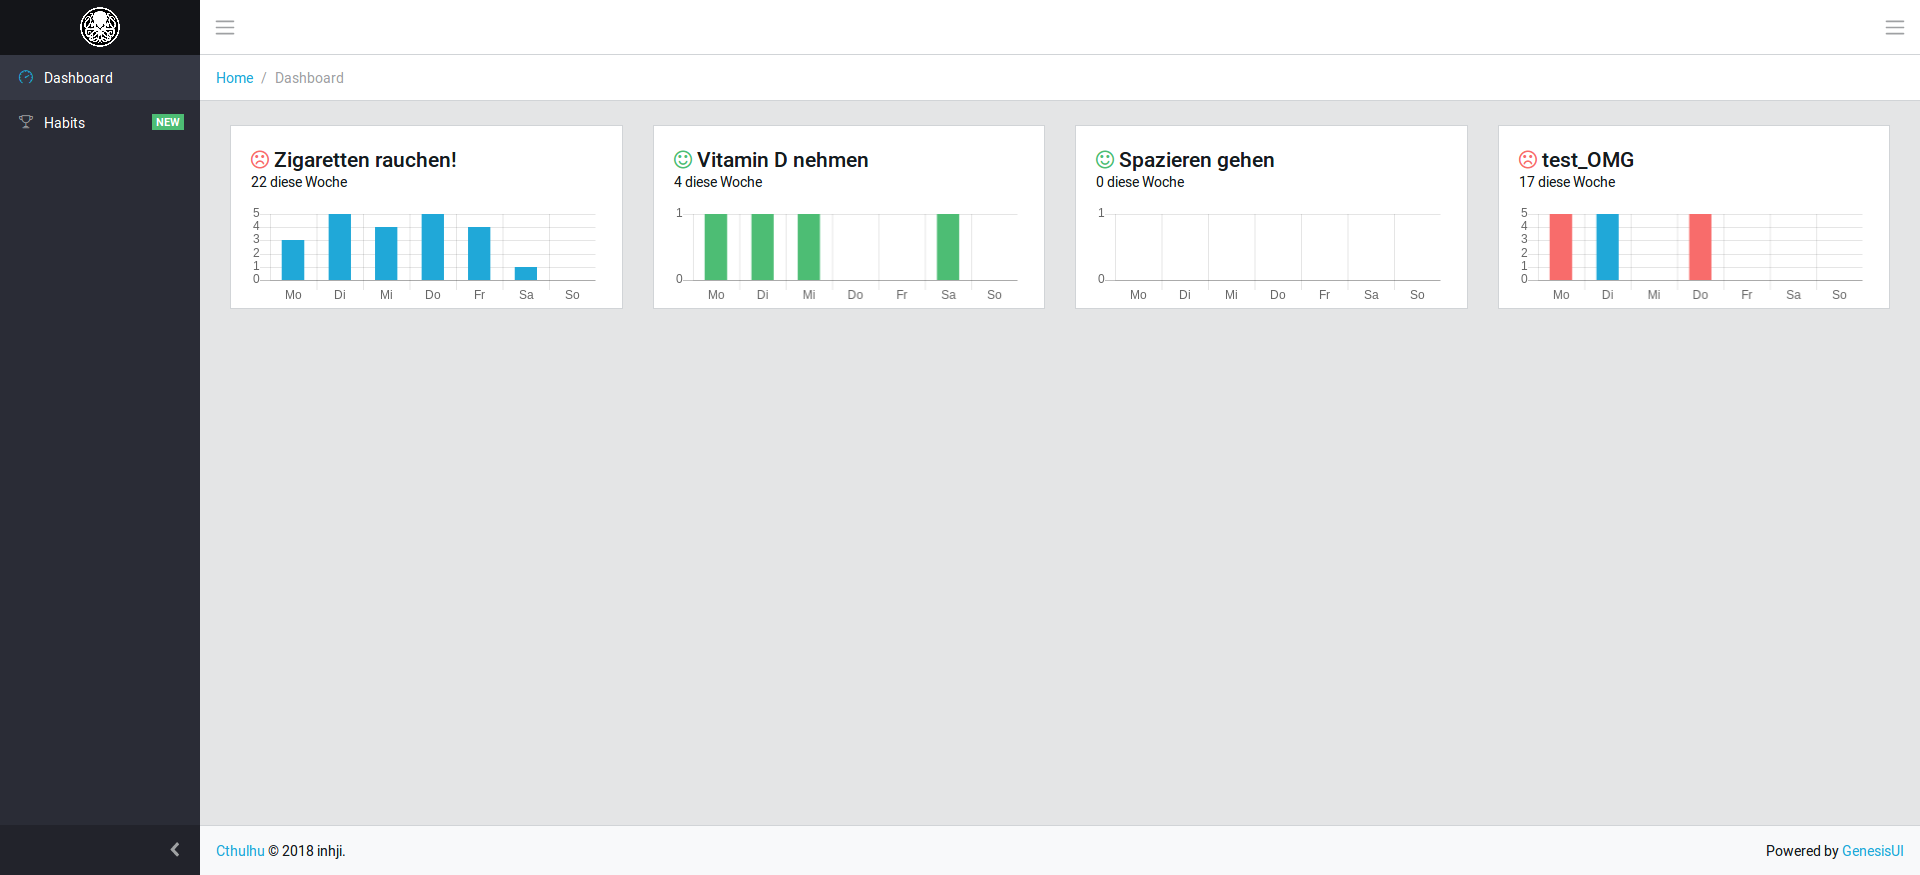 Dashboard
Habits NEW
Home / Dashboard
Zigaretten rauchen!
22 diese Woche
5
4
3
2
1
0
Mo Di Mi Do Fr Sa So
Vitamin D nehmen
4 diese Woche
1
0
Mo Di Mi Do Fr Sa So
Spazieren gehen
0 diese Woche
1
0
Mo Di Mi Do Fr Sa So
test_OMG
17 diese Woche
5
4
3
2
1
0
Mo Di Mi Do Fr Sa So
Cthulhu © 2018 inhji.
Powered by GenesisUI